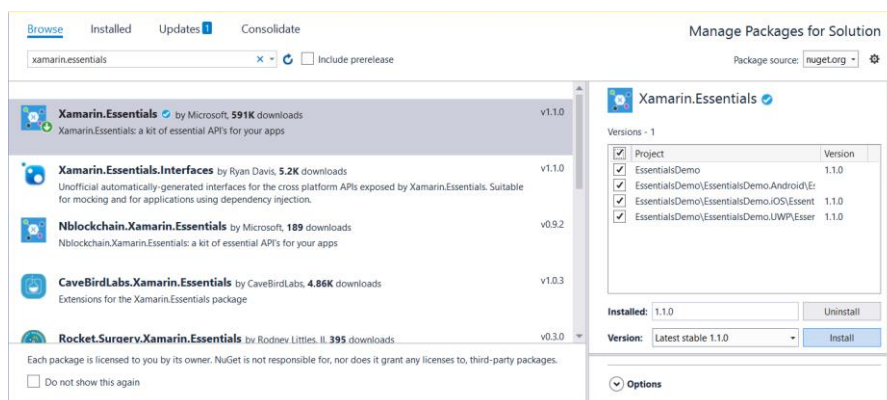 Browse Installed Updates 1 Consolidate
Manage Packages for Solution
xamarin.essentials
Include prerelease
Package source: nuget.org
Xamarin.Essentials by Microsoft, 591K downloads v1.1.0
Xamarin.Essentials: a kit of essential API's for your apps
Xamarin.Essentials.Interfaces by Ryan Davis, 5.2K downloads v1.1.0
Unofficial automatically-generated interfaces for the cross platform APIs exposed by Xamarin.Essentials. Suitable
for mocking and for applications using dependency injection.
Nblockchain.Xamarin.Essentials by Microsoft, 189 downloads v0.9.2
Nblockchain.Xamarin.Essentials: a kit of essential API's for your apps
CaveBirdLabs.Xamarin.Essentials by CaveBirdLabs, 4.86K downloads v1.0.3
Extensions for the Xamarin.Essentials package
Rocket.Surgery.Xamarin.Essentials by Rodney Littles, II, 395 downloads v0.3.0
Each package is licensed to you by its owner. NuGet is not responsible for, nor does it grant any licenses to, third-party packages.
Do not show this again
Xamarin.Essentials
Versions - 1
Project Version
EssentialsDemo 1.1.0
EssentialsDemo\EssentialsDemo.Android\Es
EssentialsDemo\EssentialsDemo.iOS\Essent 1.1.0
EssentialsDemo\EssentialsDemo.UWP\Esser 1.1.0
Installed: 1.1.0 Uninstall
Version: Latest stable 1.1.0 Install
Options